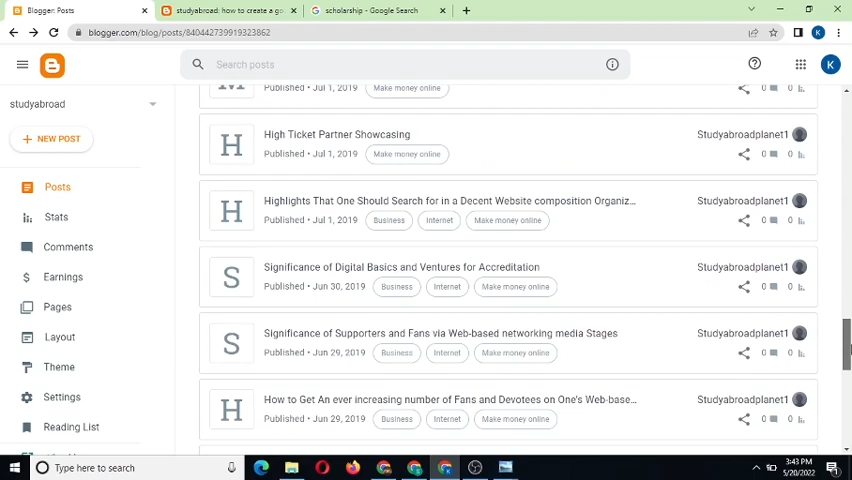 Blogger: Posts
studyabroad: how to create a go
scholarship - Google Search
blogger.com/blog/posts/840442739919323862
K
Search posts
K
studyabroad
NEW POST
Posts
Stats
Comments
Earnings
Pages
Layout
Theme
Settings
Reading List
M
Published • Jul 1, 2019
Make money online
0
0
H
High Ticket Partner Showcasing
Published • Jul 1, 2019
Make money online
Studyabroadplanet1
0
0
H
Highlights That One Should Search for in a Decent Website composition Organiz...
Published • Jul 1, 2019
Business
Internet
Make money online
Studyabroadplanet1
0
0
S
Significance of Digital Basics and Ventures for Accreditation
Published • Jun 30, 2019
Business
Internet
Make money online
Studyabroadplanet1
0
0
S
Significance of Supporters and Fans via Web-based networking media Stages
Published • Jun 29, 2019
Business
Internet
Make money online
Studyabroadplanet1
0
0
H
How to Get An ever increasing number of Fans and Devotees on One's Web-base...
Published • Jun 29, 2019
Business
Internet
Make money online
Studyabroadplanet1
0
0
Type here to search
3:43 PM
5/20/2022